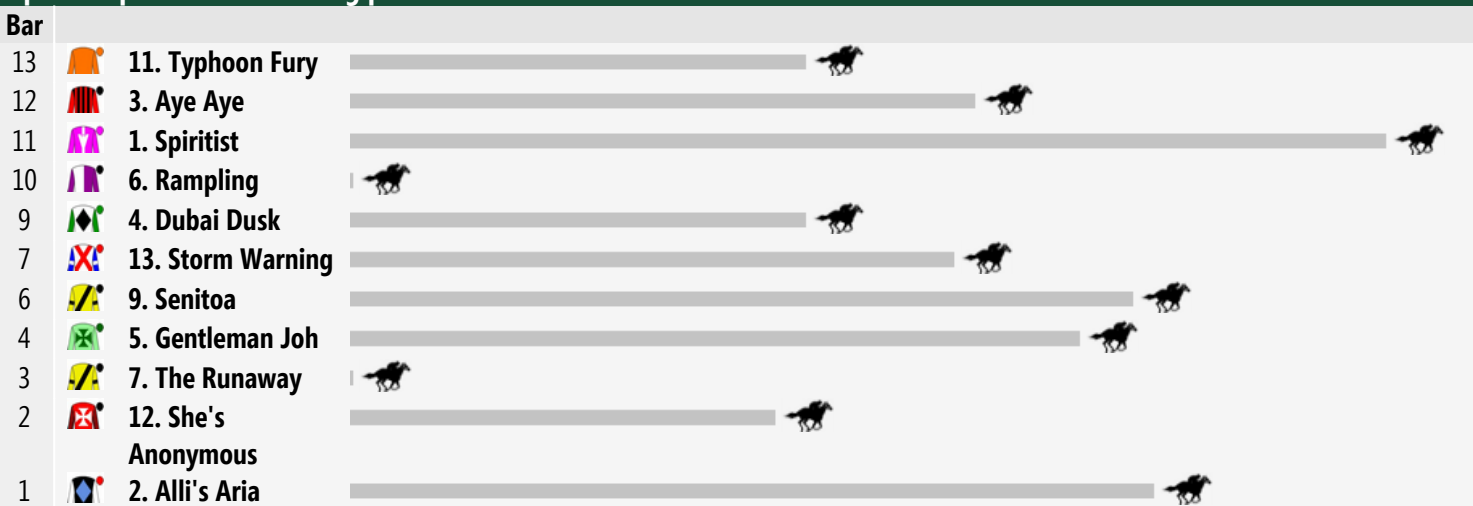 Bar
13 11. Typhoon Fury
12 3. Aye Aye
11 1. Spiritist
10 6. Rampling
9 4. Dubai Dusk
7 13. Storm Warning
6 9. Senitoa
4 5. Gentleman Joh
3 7. The Runaway
2 12. She's
Anonymous
1 2. Alli's Aria